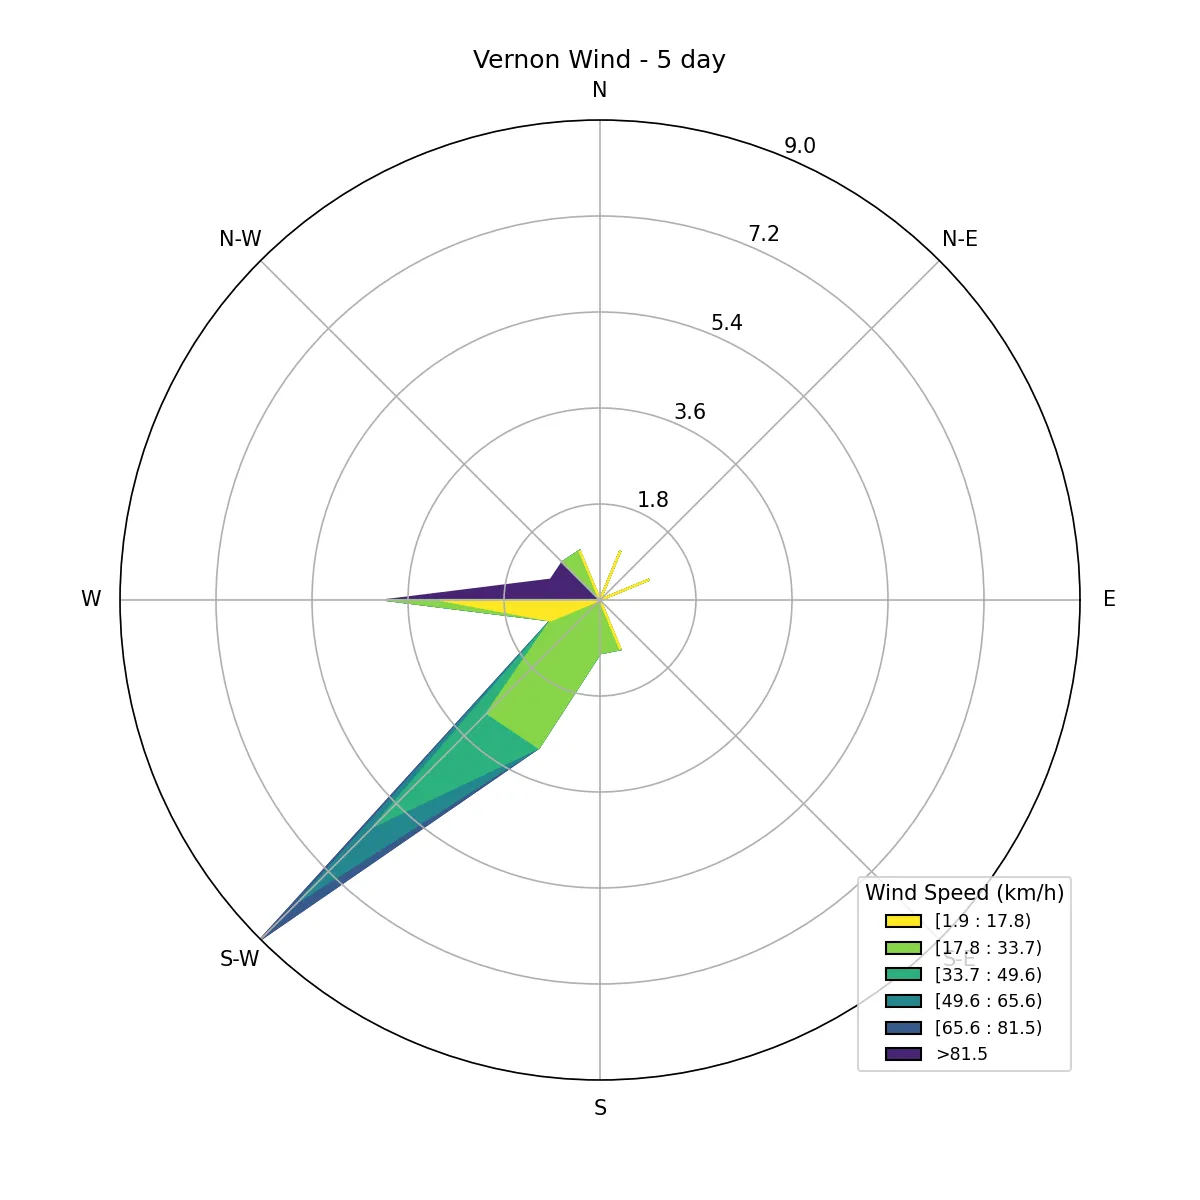 Vernon Wind - 5 day
N
9.0
N-W
7.2
N-E
5.4
3.6
1.8
W
E
S-W
S-E
Wind Speed (km/h)
[1.9 : 17.8)
[17.8 : 33.7)
[33.7 : 49.6)
[49.6 : 65.6)
[65.6 : 81.5)
>81.5
S